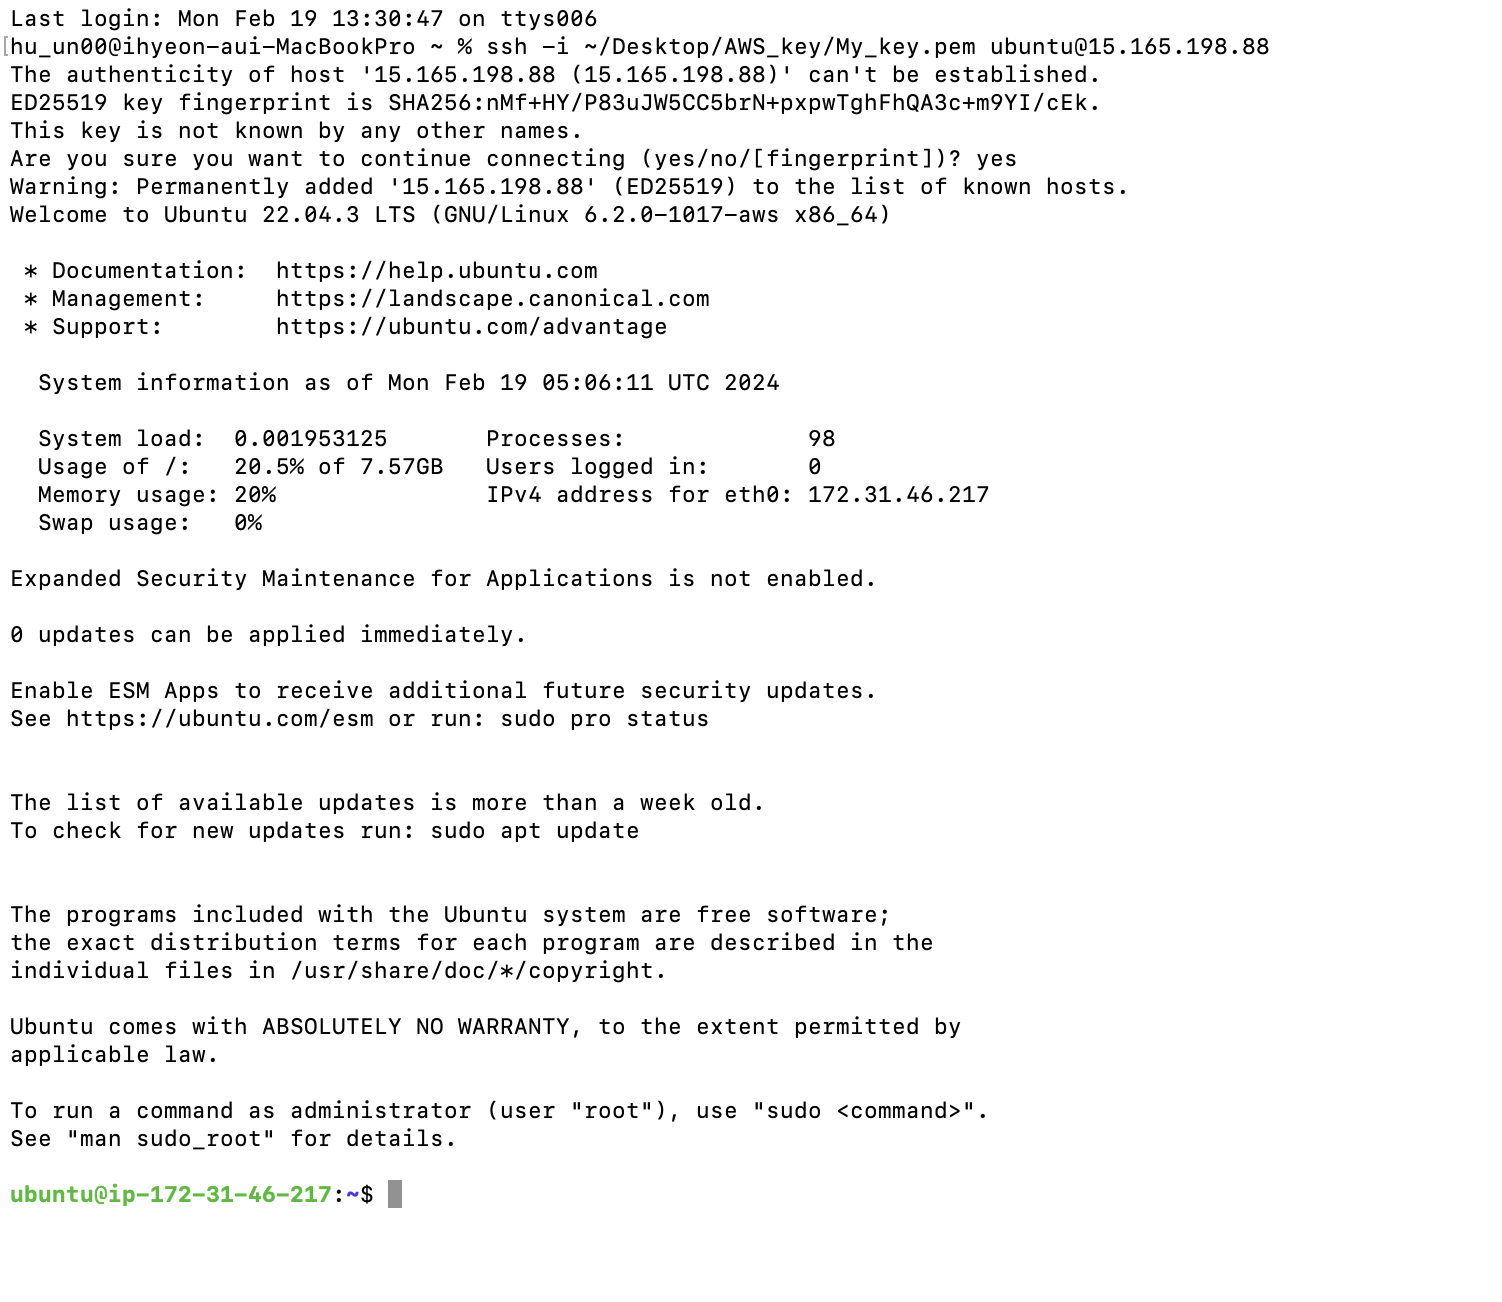 Last login: Mon Feb 19 13:30:47 on ttys006
[hu_un00@ihyeon-aui-MacBookPro ~ % ssh -i ~/Desktop/AWS_key/My_key.pem ubuntu@15.165.198.88
The authenticity of host '15.165.198.88 (15.165.198.88)' can't be established.
ED25519 key fingerprint is SHA256:nMf+HY/P83uJW5CC5brN+pxpwTghFhQA3c+m9YI/cEk.
This key is not known by any other names.
Are you sure you want to continue connecting (yes/no/[fingerprint])? yes
Warning: Permanently added '15.165.198.88' (ED25519) to the list of known hosts.
Welcome to Ubuntu 22.04.3 LTS (GNU/Linux 6.2.0-1017-aws x86_64)

 * Documentation:  https://help.ubuntu.com
 * Management:     https://landscape.canonical.com
 * Support:        https://ubuntu.com/advantage

  System information as of Mon Feb 19 05:06:11 UTC 2024

  System load:  0.001953125       Processes:             98
  Usage of /:   20.5% of 7.57GB   Users logged in:       0
  Memory usage: 20%               IPv4 address for eth0: 172.31.46.217
  Swap usage:   0%

Expanded Security Maintenance for Applications is not enabled.

0 updates can be applied immediately.

Enable ESM Apps to receive additional future security updates.
See https://ubuntu.com/esm or run: sudo pro status


The list of available updates is more than a week old.
To check for new updates run: sudo apt update


The programs included with the Ubuntu system are free software;
the exact distribution terms for each program are described in the
individual files in /usr/share/doc/*/copyright.

Ubuntu comes with ABSOLUTELY NO WARRANTY, to the extent permitted by
applicable law.

To run a command as administrator (user "root"), use "sudo <command>".
See "man sudo_root" for details.

ubuntu@ip-172-31-46-217:~$